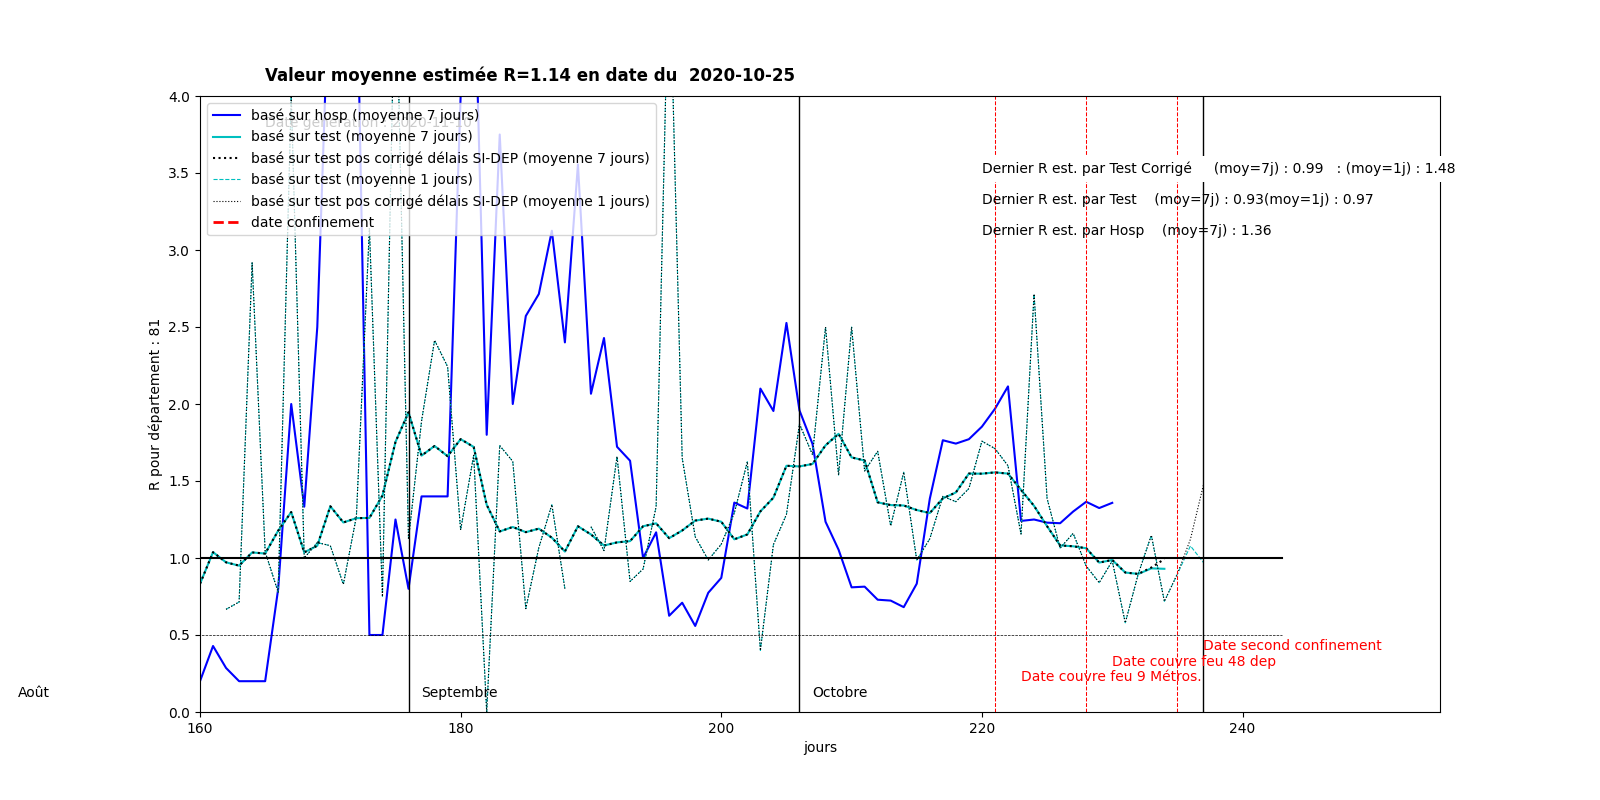 Valeur moyenne estimée R=1.14 en date du  2020-10-25
4.0
3.5
3.0
2.5
2.0
1.5
1.0
0.5
0.0
R pour département : 81
basé sur hosp (moyenne 7 jours)
basé sur test (moyenne 7 jours)
basé sur test pos corrigé délais SI-DEP (moyenne 7 jours)
basé sur test (moyenne 1 jours)
basé sur test pos corrigé délais SI-DEP (moyenne 1 jours)
date confinement
Dernier R est. par Test Corrigé    (moy=7j) : 0.99   : (moy=1j) : 1.48
Dernier R est. par Test    (moy=7j) : 0.93(moy=1j) : 0.97
Dernier R est. par Hosp    (moy=7j) : 1.36
Date second confinement
Date couvre feu 48 dep
Date couvre feu 9 Métros.
Août
Septembre
Octobre
160
180
200
220
240
jours